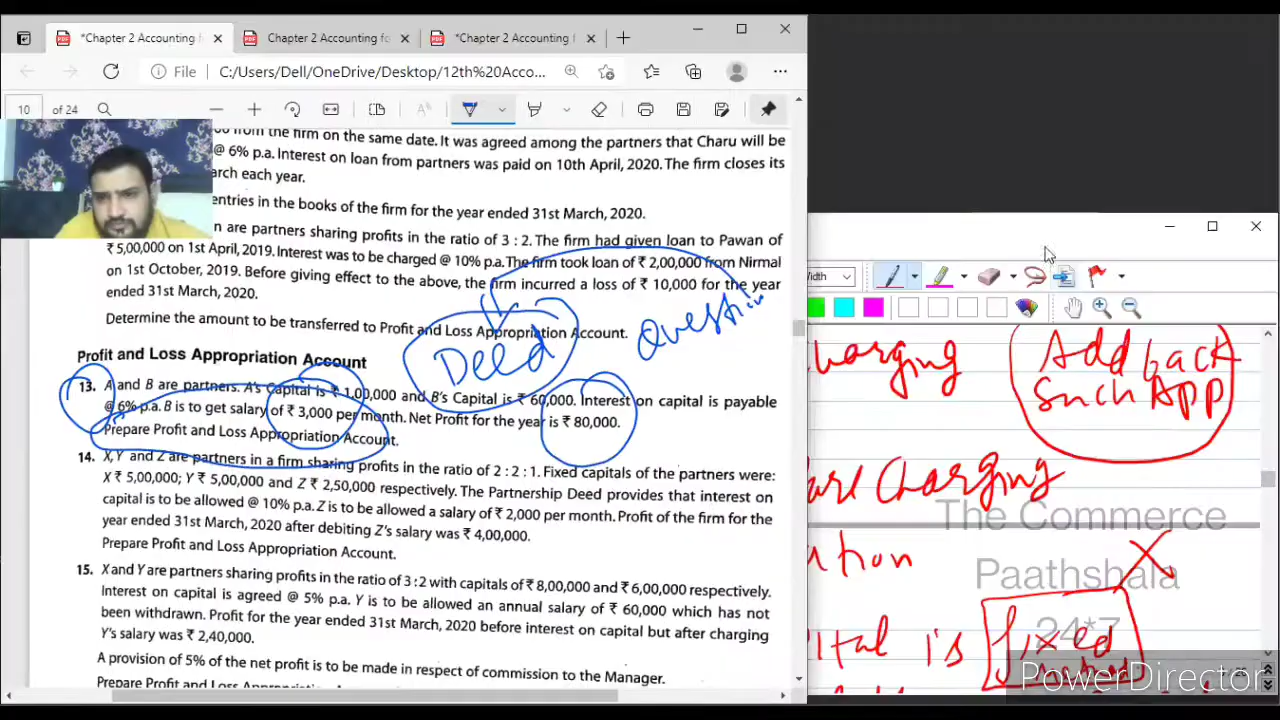 *Chapter 2 Accounting f
Chapter 2 Accounting fo
*Chapter 2 Accounting f
File
C:/Users/Dell/OneDrive/Desktop/12th%20Acco...
10 of 24
from the firm on the same date. It was agreed among the partners that Charu will be
@ 6% p.a. Interest on loan from partners was paid on 10th April, 2020. The firm closes its
arch each year.
entries in the books of the firm for the year ended 31st March, 2020.
n are partners sharing profits in the ratio of 3 : 2. The firm had given loan to Pawan of
₹ 5,00,000 on 1st April, 2019. Interest was to be charged @ 10% p.a. The firm took loan of ₹ 2,00,000 from Nirmal
on 1st October, 2019. Before giving effect to the above, the firm incurred a loss of ₹ 10,000 for the year
ended 31st March, 2020.
Determine the amount to be transferred to Profit and Loss Appropriation Account.
Question
Deed
Profit and Loss Appropriation Account
13. A and B are partners. A's Capital is ₹ 1,00,000 and B's Capital is ₹ 60,000. Interest on capital is payable
@ 6% p.a. B is to get salary of ₹ 3,000 per month. Net Profit for the year is ₹ 80,000.
Prepare Profit and Loss Appropriation Account.
14. X, Y and Z are partners in a firm sharing profits in the ratio of 2 : 2 : 1. Fixed capitals of the partners were:
X ₹ 5,00,000; Y ₹ 5,00,000 and Z ₹ 2,50,000 respectively. The Partnership Deed provides that interest on
capital is to be allowed @ 10% p.a. Z is to be allowed a salary of ₹ 2,000 per month. Profit of the firm for the
year ended 31st March, 2020 after debiting Z's salary was ₹ 4,00,000.
Prepare Profit and Loss Appropriation Account.
15. X and Y are partners sharing profits in the ratio of 3 : 2 with capitals of ₹ 8,00,000 and ₹ 6,00,000 respectively.
Interest on capital is agreed @ 5% p.a. Y is to be allowed an annual salary of ₹ 60,000 which has not
been withdrawn. Profit for the year ended 31st March, 2020 before interest on capital but after charging
Y's salary was ₹ 2,40,000.
A provision of 5% of the net profit is to be made in respect of commission to the Manager.
Prepare Profit and Loss Appropriation
Width
harging
Add back
Such App
Charging
The Commerce
ation
Paathshala
24*7
ital is fixed
method
PowerDirector